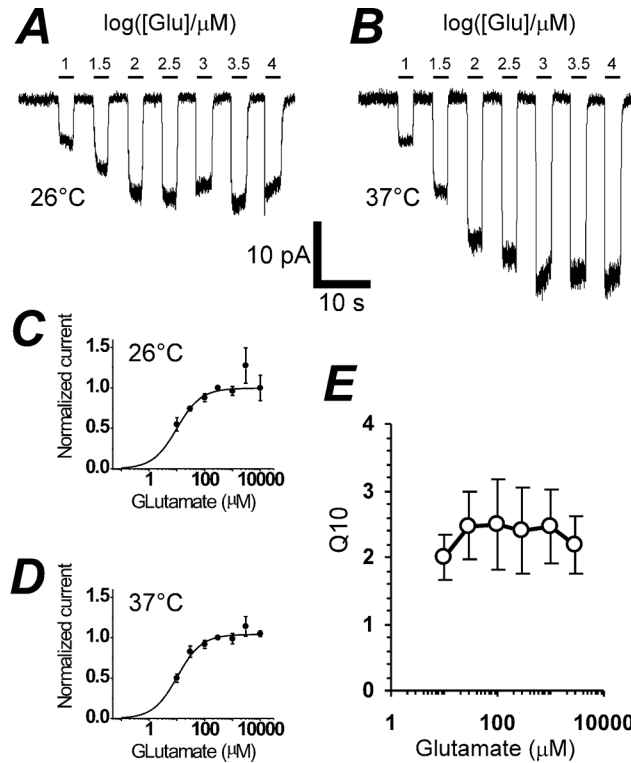 A
log([Glu]/µM)
1 1.5 2 2.5 3 3.5 4
26°C
B
log([Glu]/µM)
1 1.5 2 2.5 3 3.5 4
37°C
10 pA
10 s
C
26°C
Normalized current
1.5
1.0
0.5
0.0
1 100 10000
GLutamate (µM)
D
37°C
Normalized current
1.5
1.0
0.5
0.0
1 100 10000
GLutamate (µM)
E
Q10
4
3
2
1
0
1 100 10000
Glutamate (µM)